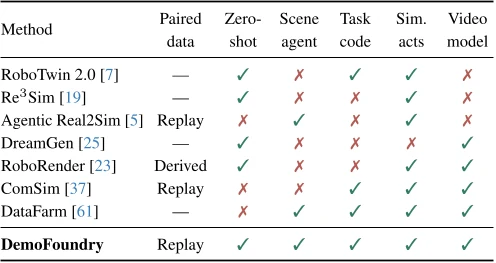 Method Paired data Zero-shot Scene agent Task code Sim. acts Video model
RoboTwin 2.0 [7] — ✓ ✗ ✓ ✓ ✗
Re³Sim [19] — ✓ ✗ ✗ ✓ ✗
Agentic Real2Sim [5] Replay ✗ ✓ ✗ ✓ ✗
DreamGen [25] — ✓ ✗ ✗ ✗ ✓
RoboRender [23] Derived ✓ ✗ ✗ ✓ ✓
ComSim [37] Replay ✗ ✗ ✓ ✓ ✓
DataFarm [61] — ✗ ✓ ✓ ✓ ✓
DemoFoundry Replay ✓ ✓ ✓ ✓ ✓